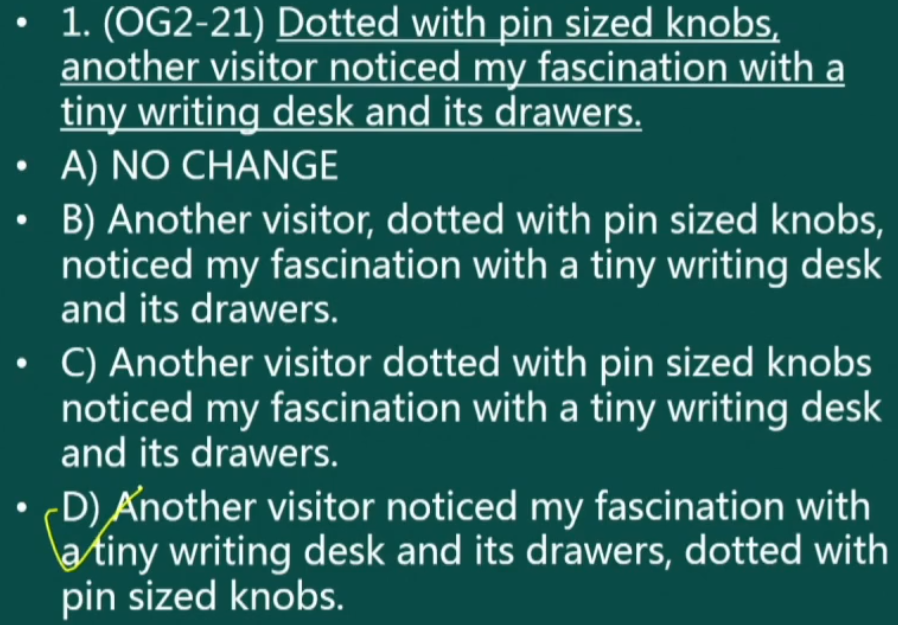 • 1. (OG2-21) Dotted with pin sized knobs,
another visitor noticed my fascination with a
tiny writing desk and its drawers.
• A) NO CHANGE
• B) Another visitor, dotted with pin sized knobs,
noticed my fascination with a tiny writing desk
and its drawers.
• C) Another visitor dotted with pin sized knobs
noticed my fascination with a tiny writing desk
and its drawers.
• D) Another visitor noticed my fascination with
a tiny writing desk and its drawers, dotted with
pin sized knobs.